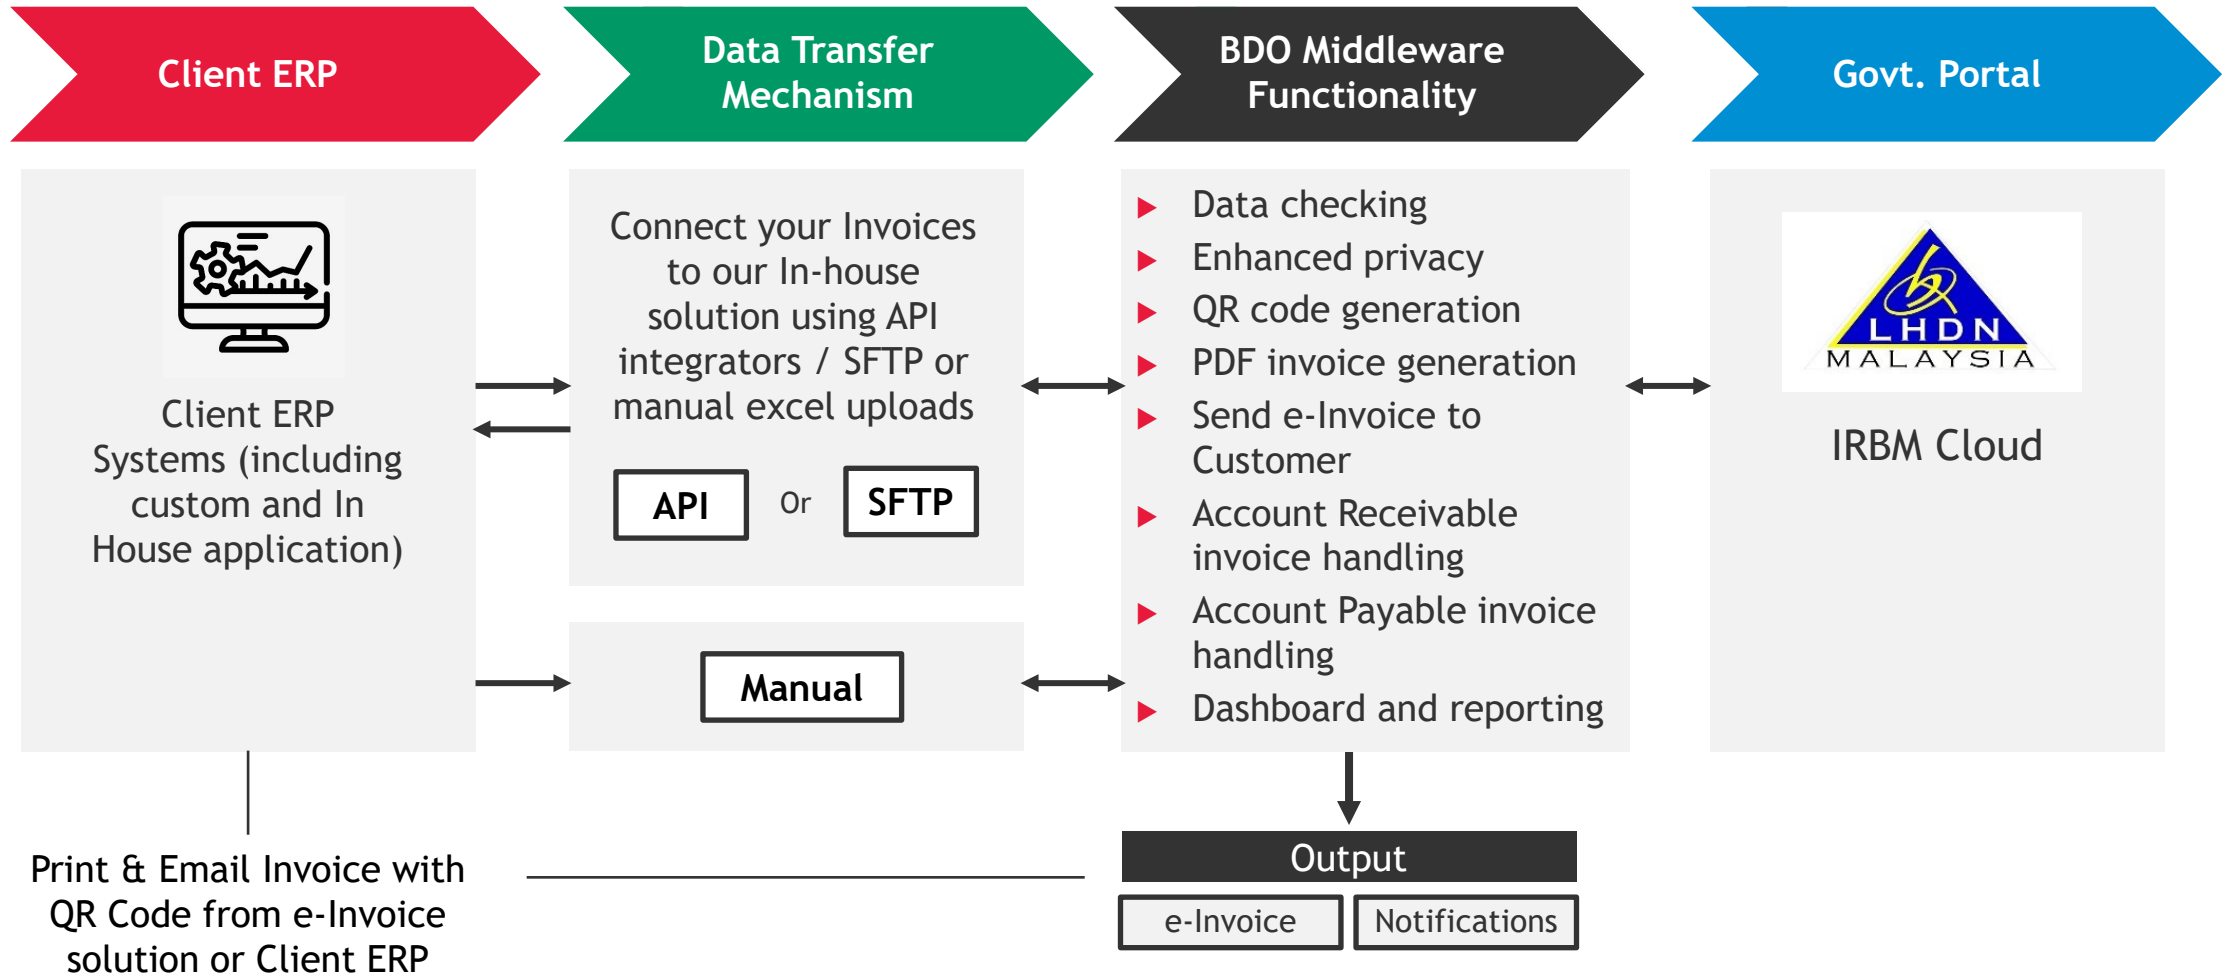 Client ERP
Data Transfer
Mechanism
BDO Middleware
Functionality
Govt. Portal
Client ERP
Systems (including
custom and In
House application)
Connect your Invoices
to our In-house
solution using API
integrators / SFTP or
manual excel uploads
API
Or
SFTP
Manual
Data checking
Enhanced privacy
QR code generation
PDF invoice generation
Send e-Invoice to
Customer
Account Receivable
invoice handling
Account Payable invoice
handling
Dashboard and reporting
LHDN
MALAYSIA
IRBM Cloud
Print & Email Invoice with
QR Code from e-Invoice
solution or Client ERP
Output
e-Invoice
Notifications